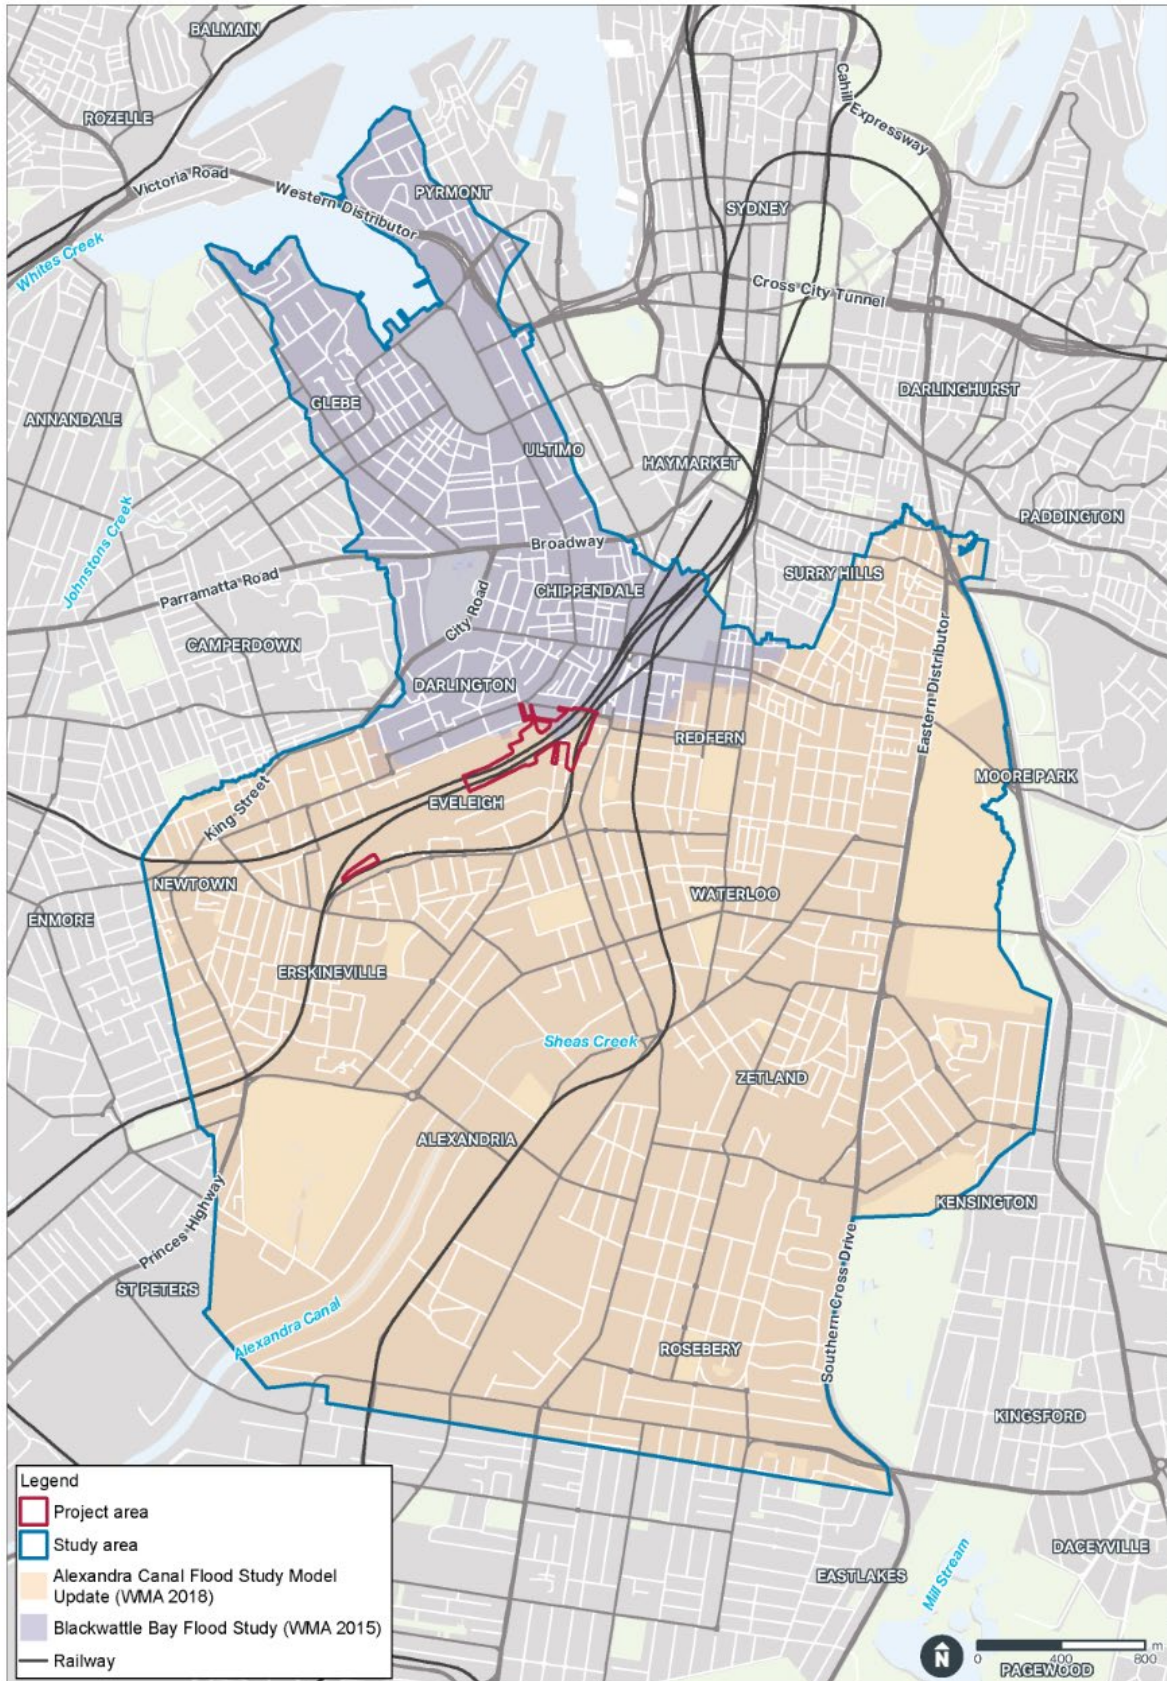 BALMAIN
Cahill Expressway
ROZELLE
Victoria Road
PYRMONT
Western Distributor
SYDNEY
Whites Creek
Cross City Tunnel
DARLINGHURST
GLEBE
ANNANDALE
ULTIMO
HAYMARKET
PADDINGTON
Johnstons Creek
Broadway
SURRY HILLS
Parramatta Road
CHIPPENDALE
City Road
CAMPERDOWN
DARLINGTON
Eastern Distributor
REDFERN
MOORE PARK
King Street
EVELEIGH
NEWTOWN
WATERLOO
ENMORE
ERSKINEVILLE
Sheas Creek
ZETLAND
ALEXANDRIA
KENSINGTON
Princes Highway
ST PETERS
Southern Cross Drive
Alexandra Canal
ROSEBERY
KINGSFORD
Legend
Project area
Study area
Alexandra Canal Flood Study Model
Update (WMA 2018)
Blackwattle Bay Flood Study (WMA 2015)
Railway
DACEYVILLE
EASTLAKES
Mill Stream
N
0 400 800 m
PAGEWOOD